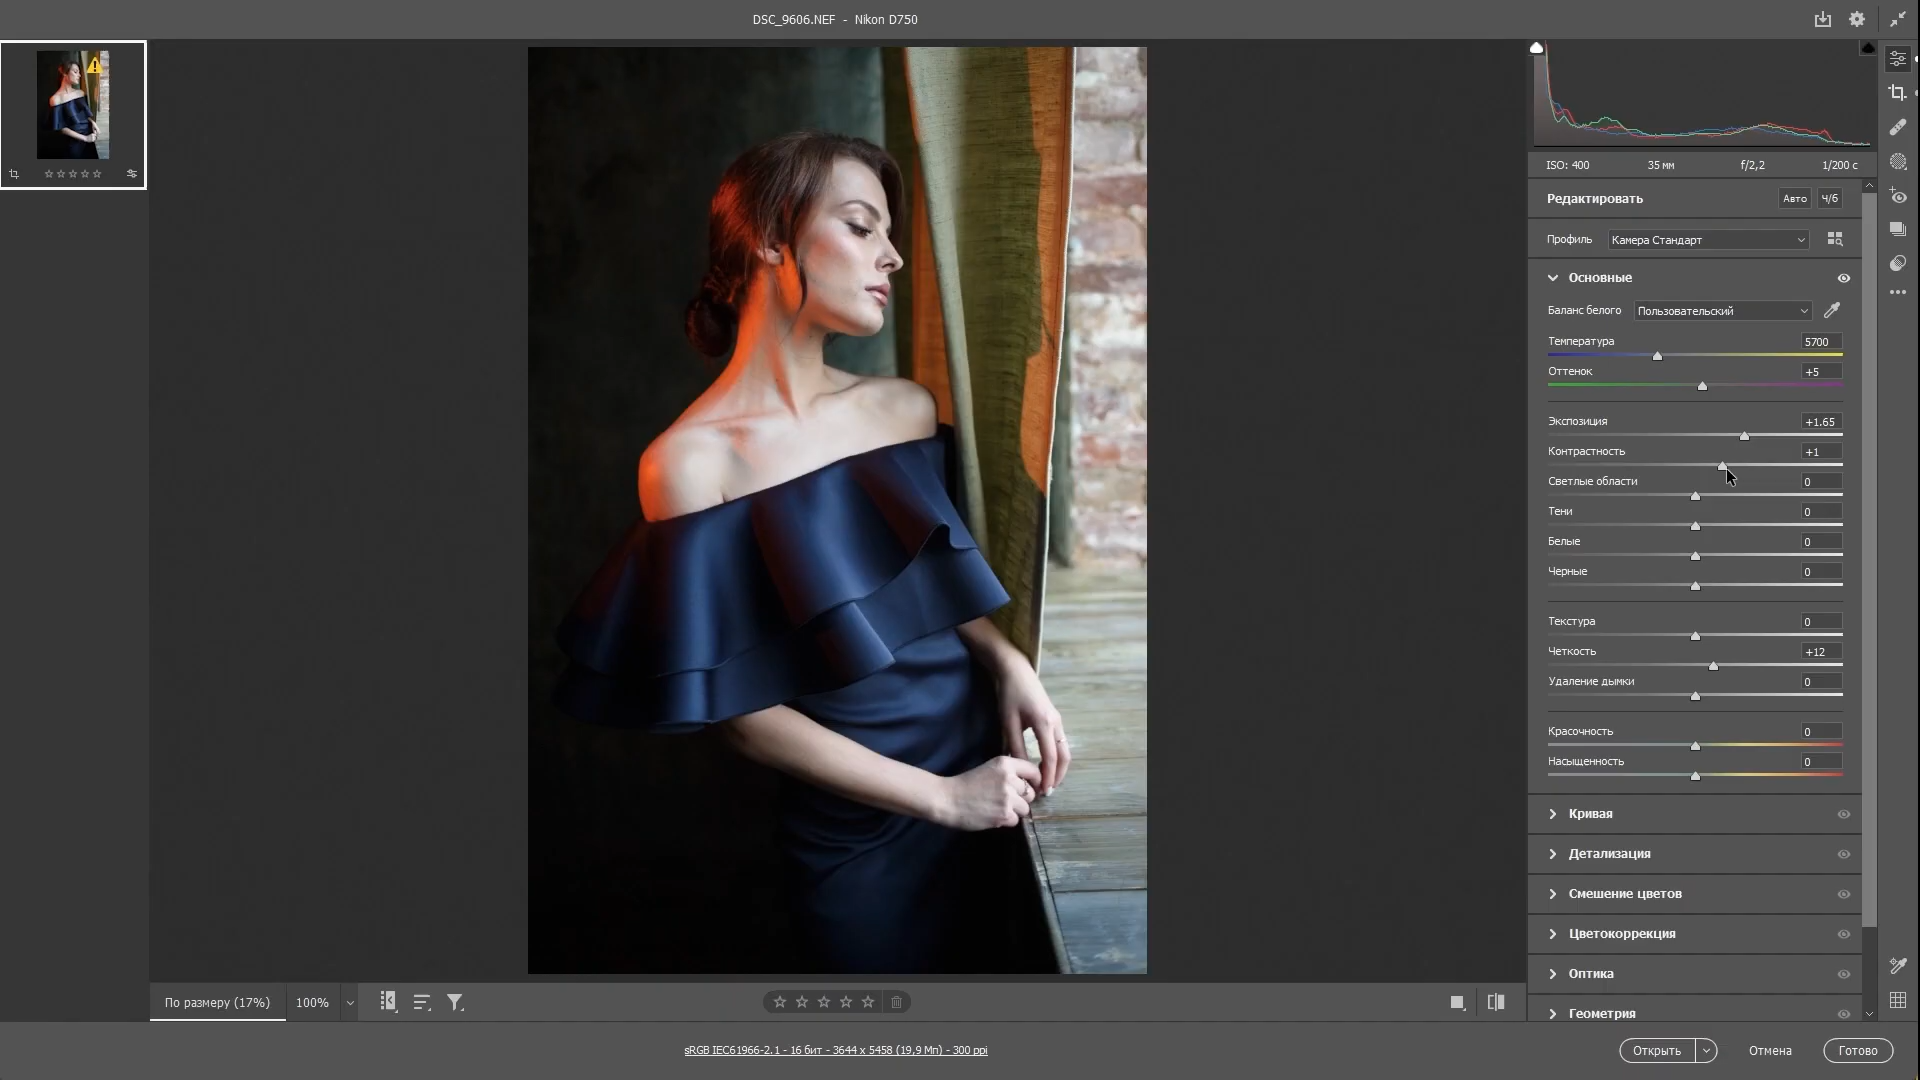 DSC_9606.NEF - Nikon D750
ISO: 400 35 мм f/2,2 1/200 с
Редактировать Авто Ч/б
Профиль Камера Стандарт
Основные
Баланс белого Пользовательский
Температура 5700
Оттенок +5
Экспозиция +1.65
Контрастность +1
Светлые области 0
Тени 0
Белые 0
Черные 0
Текстура 0
Четкость +12
Удаление дымки 0
Красочность 0
Насыщенность 0
Кривая
Детализация
Смешение цветов
Цветокоррекция
Оптика
Геометрия
По размеру (17%) 100%
sRGB IEC61966-2.1 - 16 бит - 3644 x 5458 (19,9 Мп) - 300 ppi
Открыть Отмена Готово